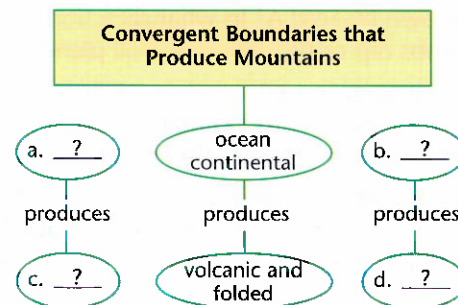 Convergent Boundaries that
Produce Mountains
a. ?
ocean
continental
b. ?
produces
produces
produces
c. ?
volcanic and
folded
d. ?